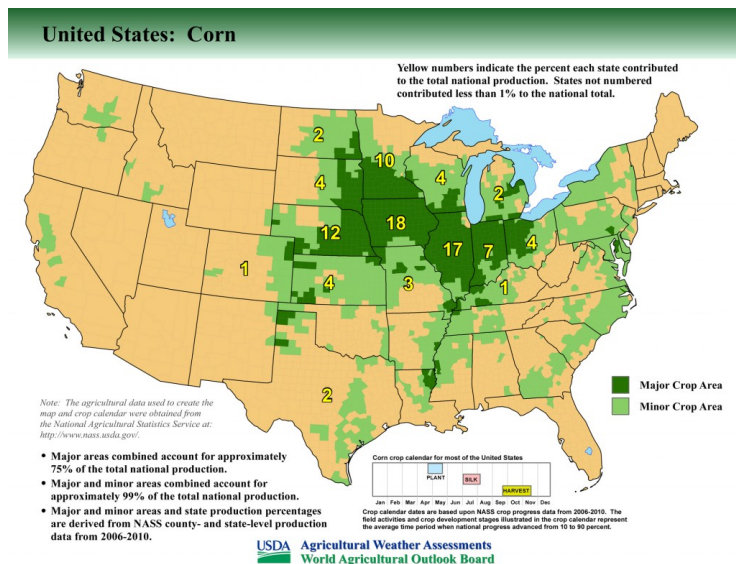 United States: Corn
Yellow numbers indicate the percent each state contributed
to the total national production. States not numbered
contributed less than 1% to the national total.
2
10
4
4
2
12
18
17
7
4
1
4
3
1
2
Major Crop Area
Minor Crop Area
Note: The agricultural data used to create the
map and crop calendar were obtained from
the National Agricultural Statistics Service at:
http://www.nass.usda.gov/.
• Major areas combined account for approximately
75% of the total national production.
• Major and minor areas combined account for
approximately 99% of the total national production.
• Major and minor areas and state production percentages
are derived from NASS county- and state-level production
data from 2006-2010.
Corn crop calendar for most of the United States
PLANT
SILK
HARVEST
Jan Feb Mar Apr May Jun Jul Aug Sep Oct Nov Dec
Crop calendar dates are based upon NASS crop progress data from 2006-2010. The
field activities and crop development stages illustrated in the crop calendar represent
the average time period when national progress advanced from 10 to 90 percent.
USDA Agricultural Weather Assessments
World Agricultural Outlook Board